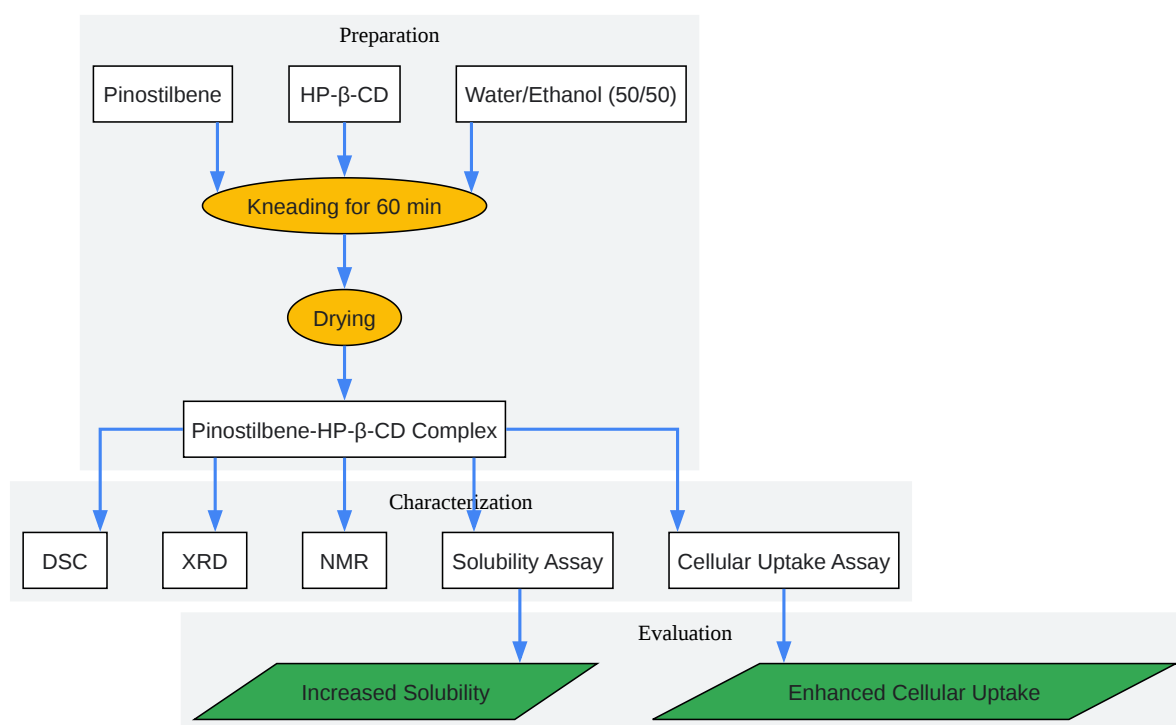 Preparation
Pinostilbene
HP-β-CD
Water/Ethanol (50/50)
Kneading for 60 min
Drying
Pinostilbene-HP-β-CD Complex
Characterization
DSC
XRD
NMR
Solubility Assay
Cellular Uptake Assay
Evaluation
Increased Solubility
Enhanced Cellular Uptake